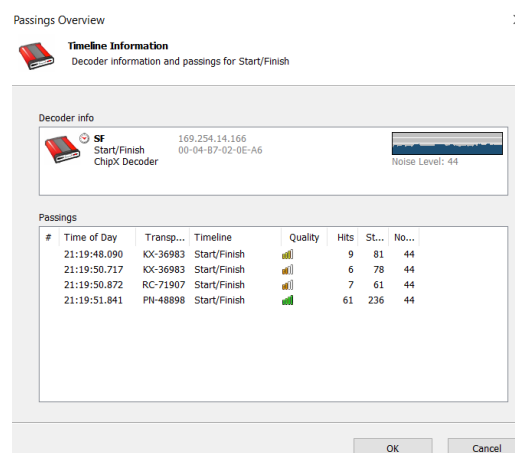 Passings Overview
Timeline Information
Decoder information and passings for Start/Finish
Decoder info
SF 169.254.14.166
Start/Finish 00-04-B7-02-0E-A6
ChipX Decoder
Noise Level: 44
Passings
# Time of Day Transp... Timeline Quality Hits St... No...
21:19:48.090 KX-36983 Start/Finish 9 81 44
21:19:50.717 KX-36983 Start/Finish 6 78 44
21:19:50.872 RC-71907 Start/Finish 7 61 44
21:19:51.841 PN-48898 Start/Finish 61 236 44
OK Cancel